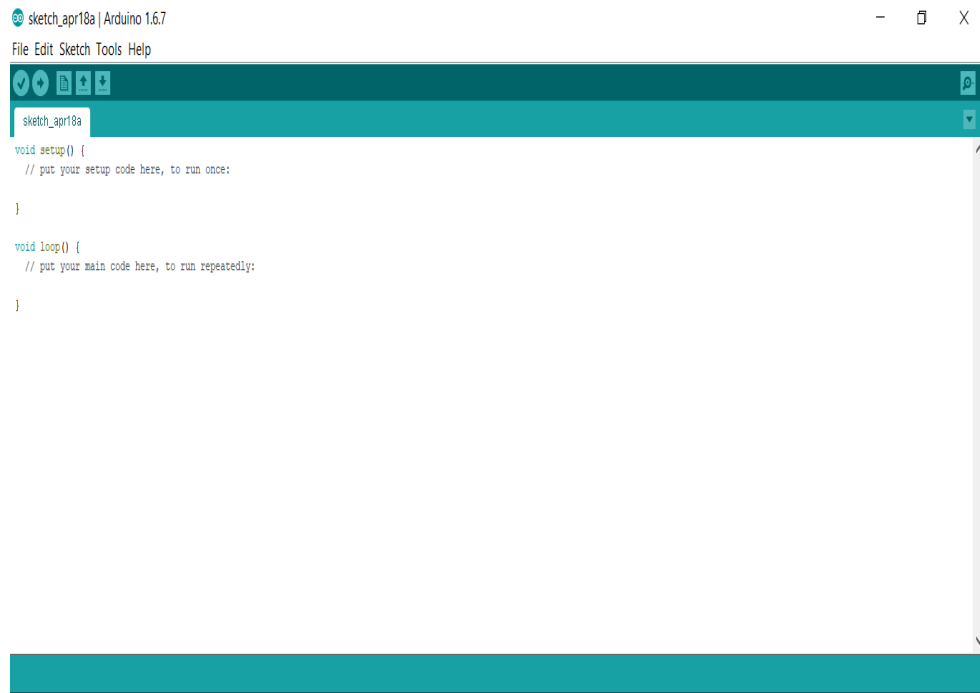 sketch_apr18a | Arduino 1.6.7
File Edit Sketch Tools Help
sketch_apr18a
void setup() {
  // put your setup code here, to run once:
}
void loop() {
  // put your main code here, to run repeatedly:
}